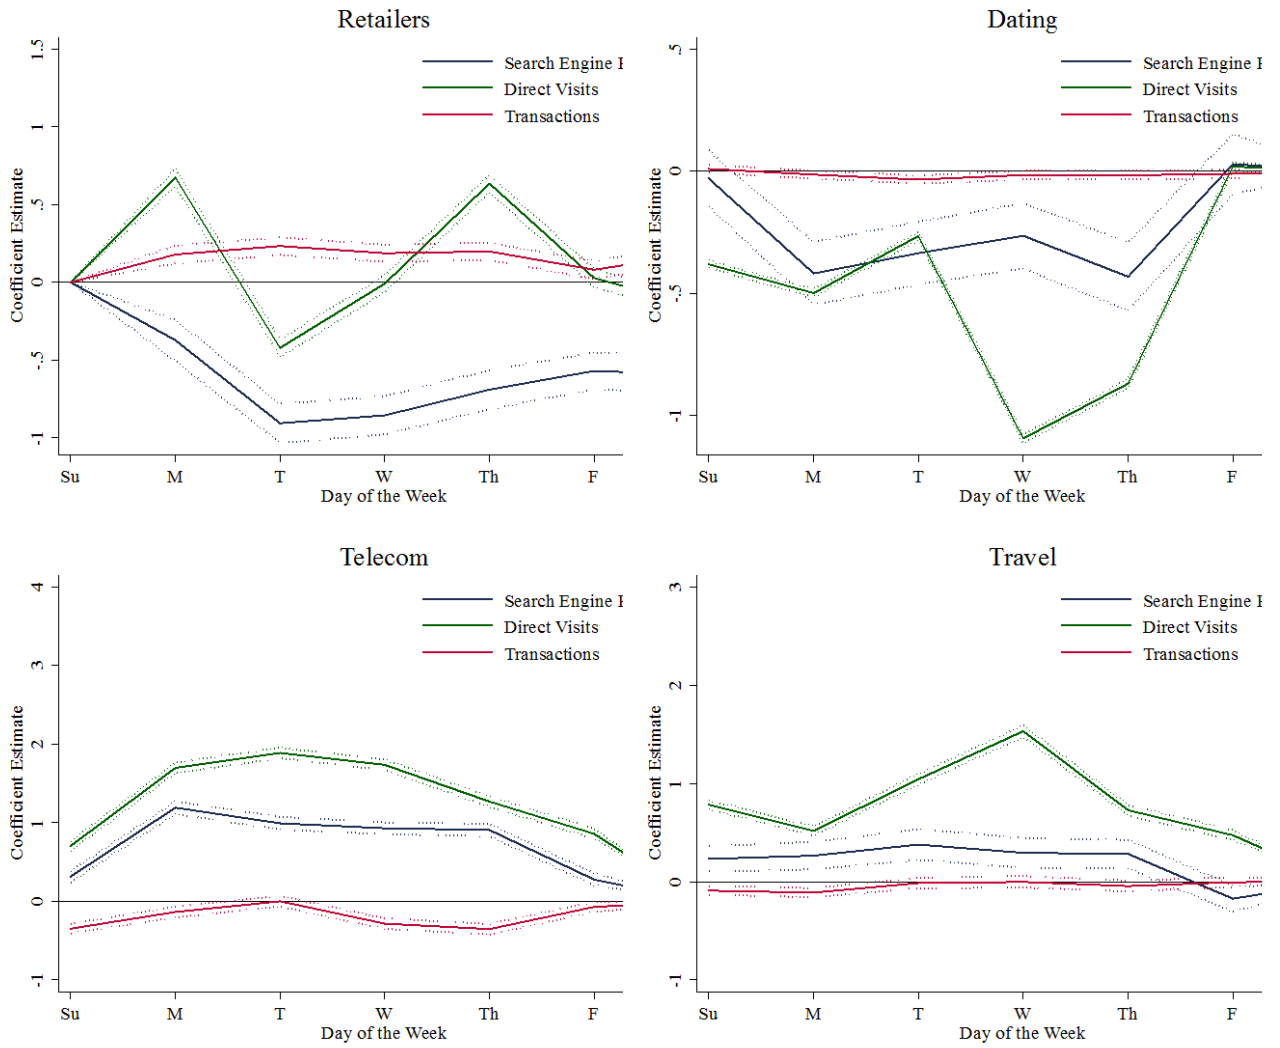 Retailers
1.5
1
.5
0
-.5
-1
Coefficient Estimate
Search Engine
Direct Visits
Transactions
Su M T W Th F
Day of the Week
Dating
.5
0
-.5
-1
Coefficient Estimate
Search Engine
Direct Visits
Transactions
Su M T W Th F
Day of the Week
Telecom
4
3
2
1
0
-1
Coefficient Estimate
Search Engine
Direct Visits
Transactions
Su M T W Th F
Day of the Week
Travel
3
2
1
0
-1
Coefficient Estimate
Search Engine
Direct Visits
Transactions
Su M T W Th F
Day of the Week